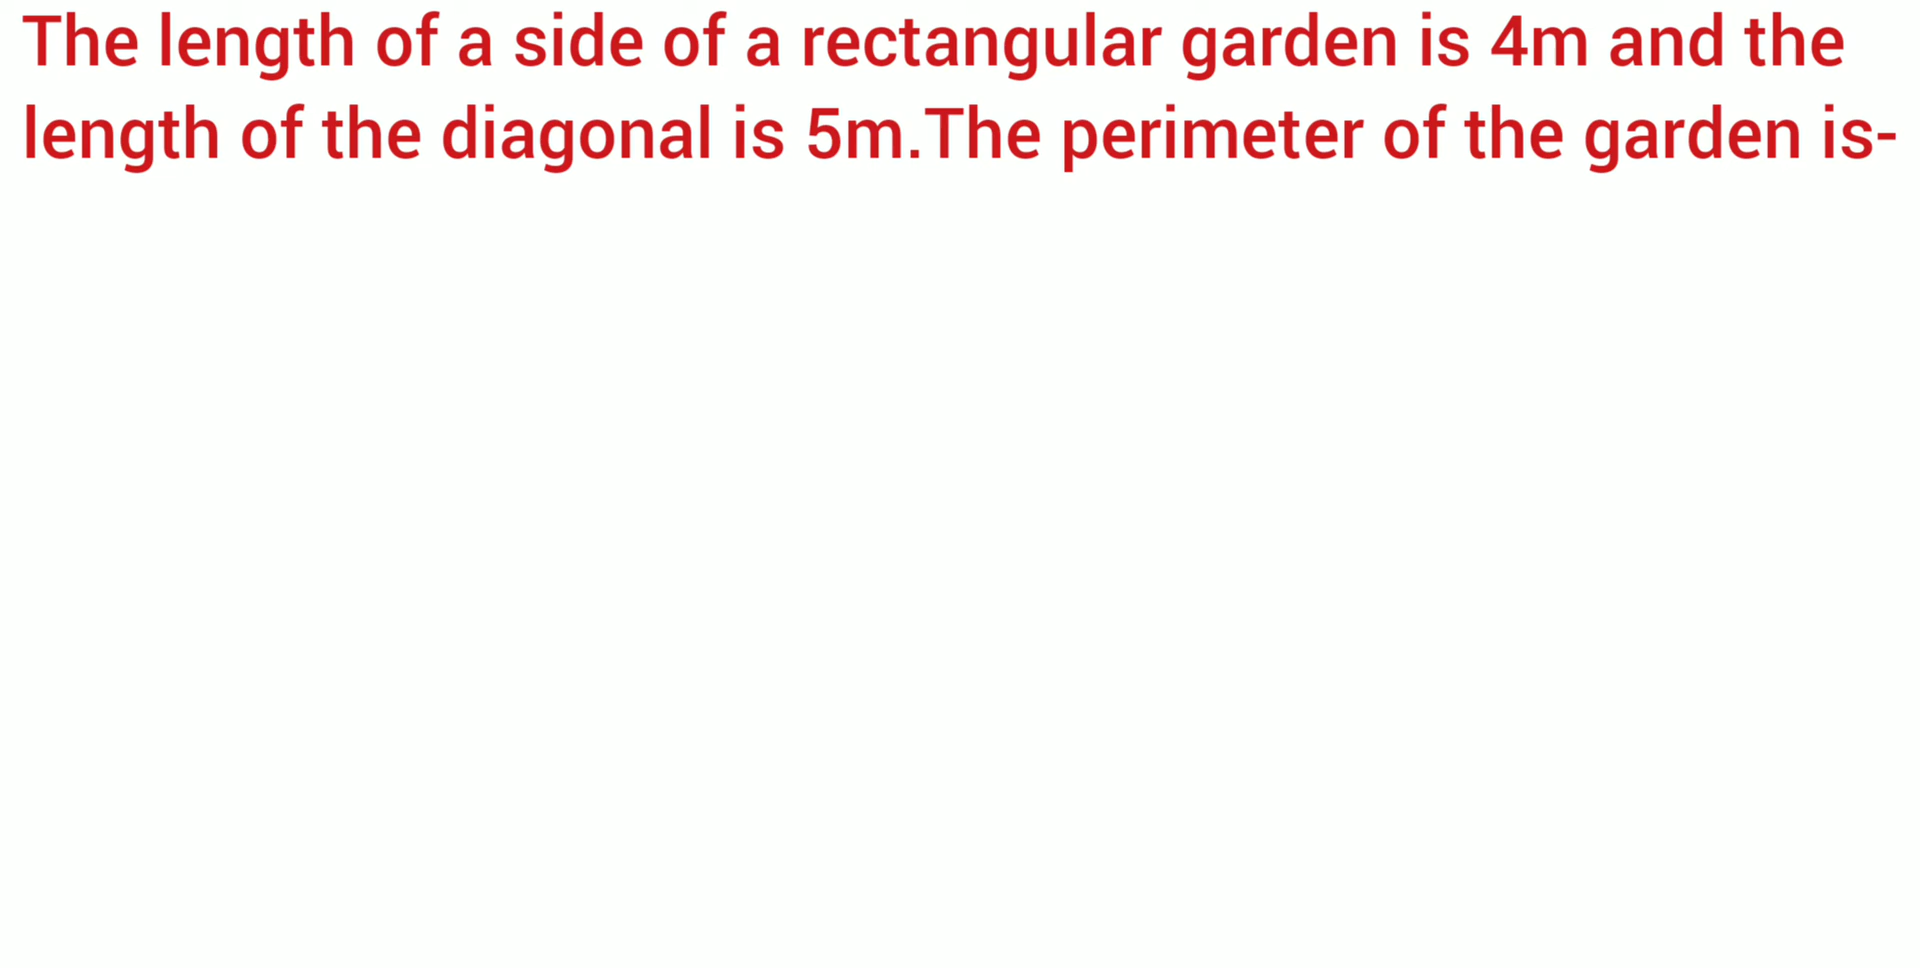 The length of a side of a rectangular garden is 4m and the
length of the diagonal is 5m.The perimeter of the garden is-